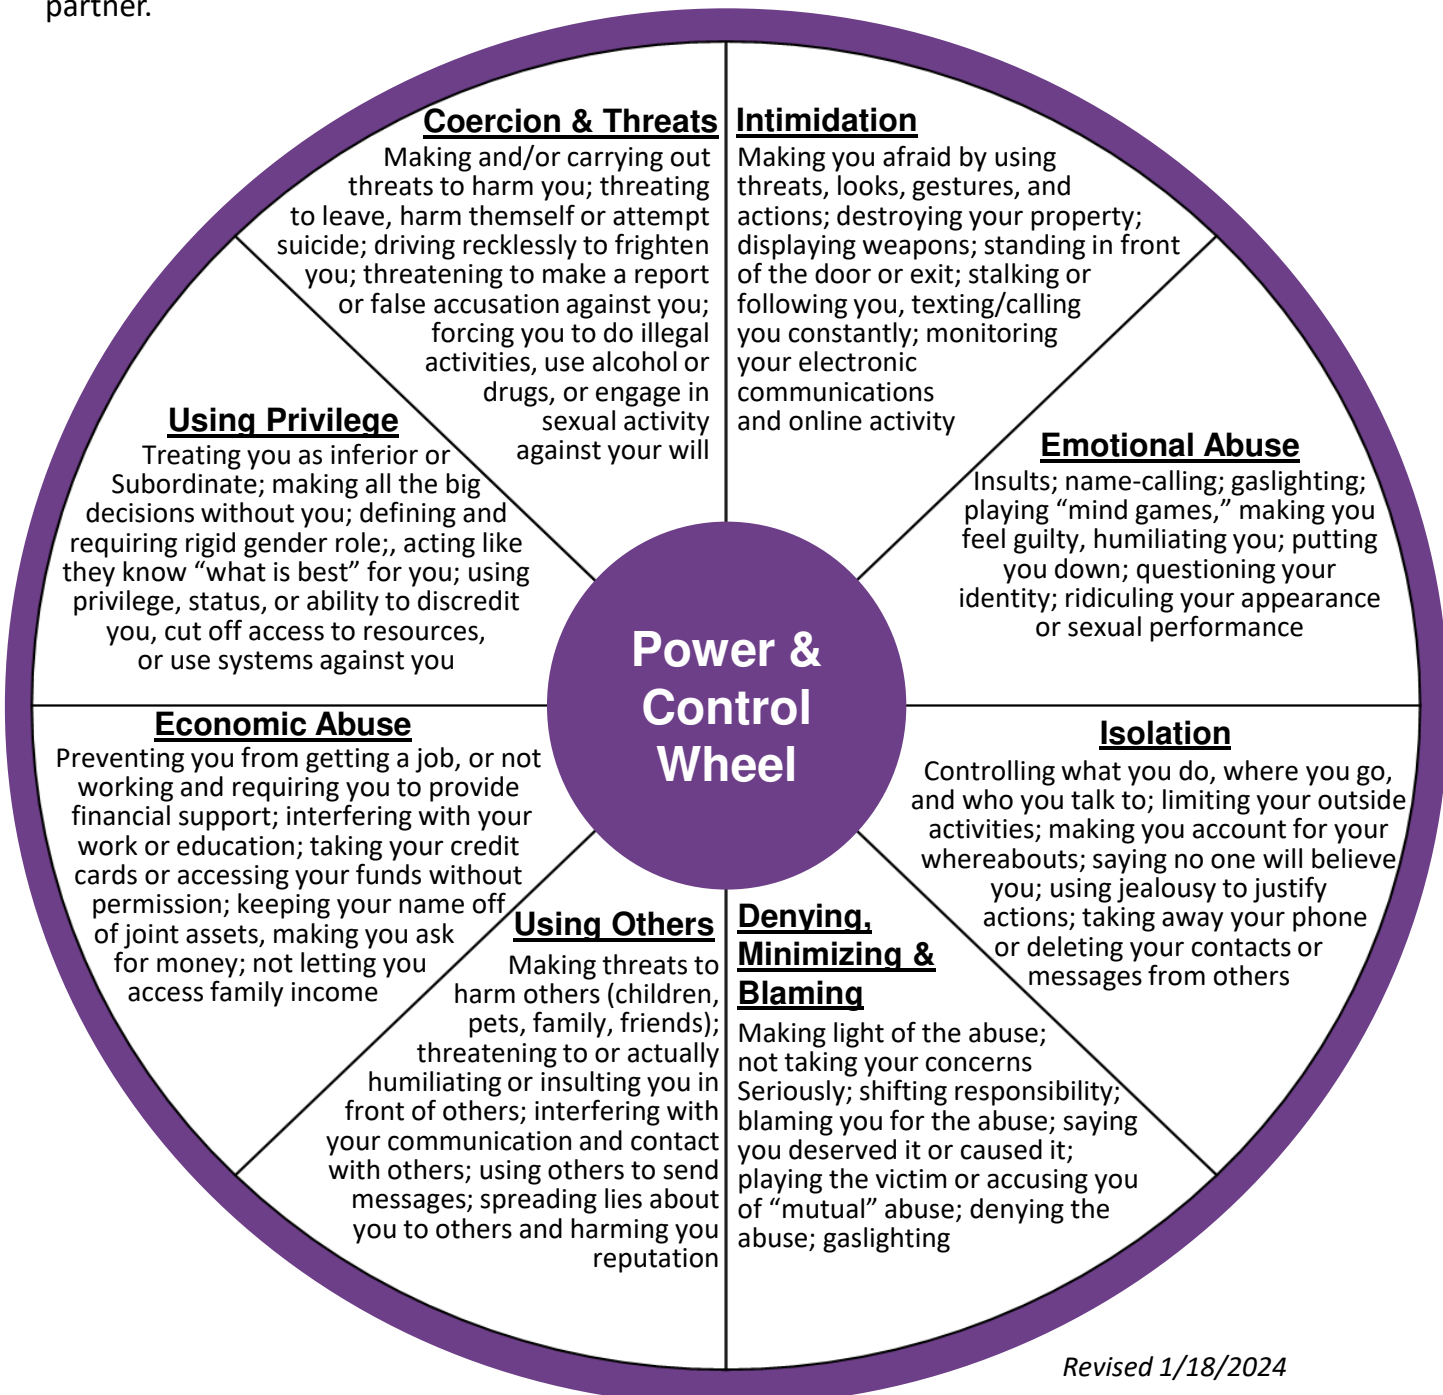 partner.
Coercion & Threats
Making and/or carrying out
threats to harm you; threating
to leave, harm themself or attempt
suicide; driving recklessly to frighten
you; threatening to make a report
or false accusation against you;
forcing you to do illegal
activities, use alcohol or
drugs, or engage in
sexual activity
against your will
Intimidation
Making you afraid by using
threats, looks, gestures, and
actions; destroying your property;
displaying weapons; standing in front
of the door or exit; stalking or
following you, texting/calling
you constantly; monitoring
your electronic
communications
and online activity
Using Privilege
Treating you as inferior or
Subordinate; making all the big
decisions without you; defining and
requiring rigid gender role;, acting like
they know “what is best” for you; using
privilege, status, or ability to discredit
you, cut off access to resources,
or use systems against you
Emotional Abuse
Insults; name-calling; gaslighting;
playing “mind games,” making you
feel guilty, humiliating you; putting
you down; questioning your
identity; ridiculing your appearance
or sexual performance
Power &
Control
Wheel
Economic Abuse
Preventing you from getting a job, or not
working and requiring you to provide
financial support; interfering with your
work or education; taking your credit
cards or accessing your funds without
permission; keeping your name off
of joint assets, making you ask
for money; not letting you
access family income
Isolation
Controlling what you do, where you go,
and who you talk to; limiting your outside
activities; making you account for your
whereabouts; saying no one will believe
you; using jealousy to justify
actions; taking away your phone
or deleting your contacts or
messages from others
Using Others
Making threats to
harm others (children,
pets, family, friends);
threatening to or actually
humiliating or insulting you in
front of others; interfering with
your communication and contact
with others; using others to send
messages; spreading lies about
you to others and harming you
reputation
Denying,
Minimizing &
Blaming
Making light of the abuse;
not taking your concerns
Seriously; shifting responsibility;
blaming you for the abuse; saying
you deserved it or caused it;
playing the victim or accusing you
of “mutual” abuse; denying the
abuse; gaslighting
Revised 1/18/2024